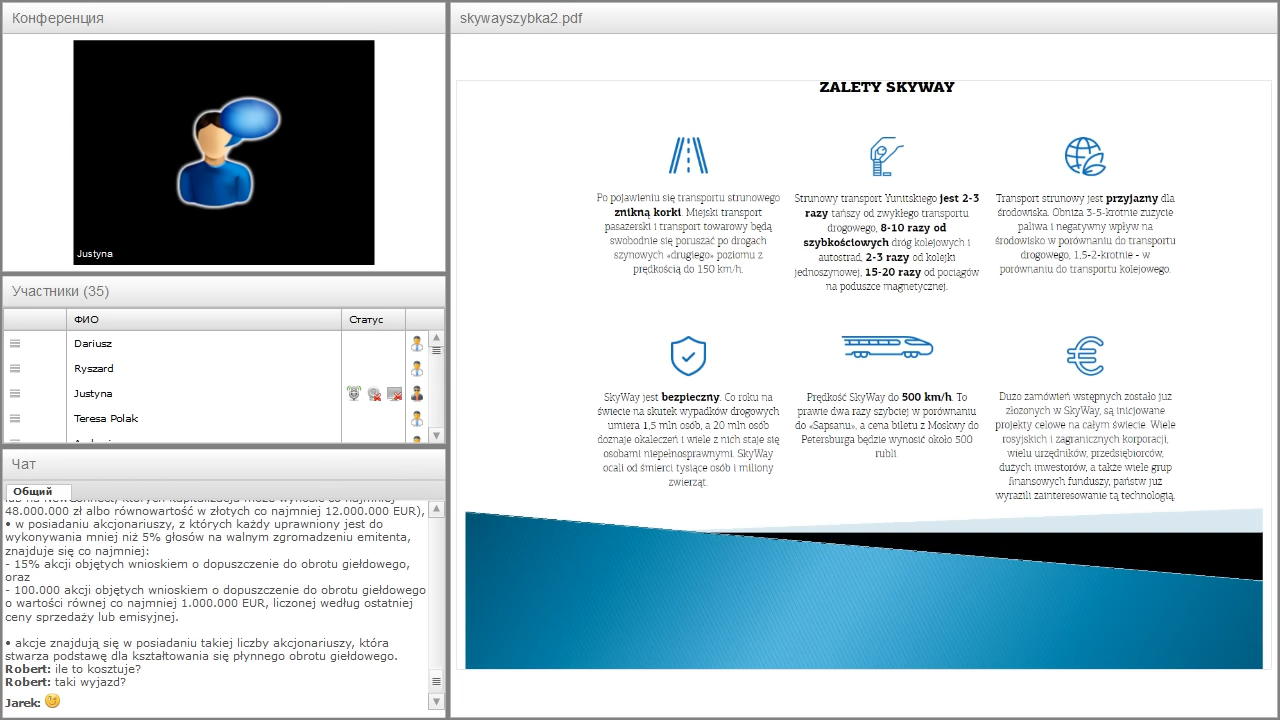 Конференция
Justyna
Участники (35)
ФИО
Статус
Dariusz
Ryszard
Justyna
Teresa Polak
Чат
Общий
48.000.000 zł albo równowartość w złotych co najmniej 12.000.000 EUR),
• w posiadaniu akcjonariuszy, z których każdy uprawniony jest do
wykonywania mniej niż 5% głosów na walnym zgromadzeniu emitenta,
znajduje się co najmniej:
- 15% akcji objętych wnioskiem o dopuszczenie do obrotu giełdowego,
oraz
- 100.000 akcji objętych wnioskiem o dopuszczenie do obrotu giełdowego
o wartości równej co najmniej 1.000.000 EUR, liczonej według ostatniej
ceny sprzedaży lub emisyjnej.
• akcje znajdują się w posiadaniu takiej liczby akcjonariuszy, która
stwarza podstawę dla kształtowania się płynnego obrotu giełdowego.
Robert: ile to kosztuje?
Robert: taki wyjazd?
Jarek:
skywayszybka2.pdf
ZALETY SKYWAY
Po pojawieniu się transportu strunowego
znikną korki. Miejski transport
pasażerski i transport towarowy będą
swobodnie się poruszać po drogach
szynowych «drugiego» poziomu z
prędkością do 150 km/h.
Strunowy transport Yunitskiego jest 2-3
razy tańszy od zwykłego transportu
drogowego, 8-10 razy od
szybkościowych dróg kolejowych i
autostrad, 2-3 razy od kolejki
jednoszynowej, 15-20 razy od pociągów
na poduszce magnetycznej.
Transport strunowy jest przyjazny dla
środowiska. Obniża 3-5-krotnie zużycie
paliwa i negatywny wpływ na
środowisko w porównaniu do transportu
drogowego, 1,5-2-krotnie - w
porównaniu do transportu kolejowego.
SkyWay jest bezpieczny. Co roku na
świecie na skutek wypadków drogowych
umiera 1,5 mln osób, a 20 mln osób
doznaje okaleczeń i wiele z nich staje się
osobami niepełnosprawnymi. SkyWay
ocali od śmierci tysiące osób i miliony
zwierząt.
Prędkość SkyWay do 500 km/h. To
prawie dwa razy szybciej w porównaniu
do «Sapsanu», a cena biletu z Moskwy do
Petersburga będzie wynosić około 500
rubli.
Dużo zamówień wstępnych zostało już
złożonych w SkyWay, są inicjowane
projekty celowe na całym świecie. Wiele
rosyjskich i zagranicznych korporacji,
wielu urzędników, przedsiębiorców,
dużych inwestorów, a także wiele grup
finansowych funduszy, państw już
wyrazili zainteresowanie tą technologią.